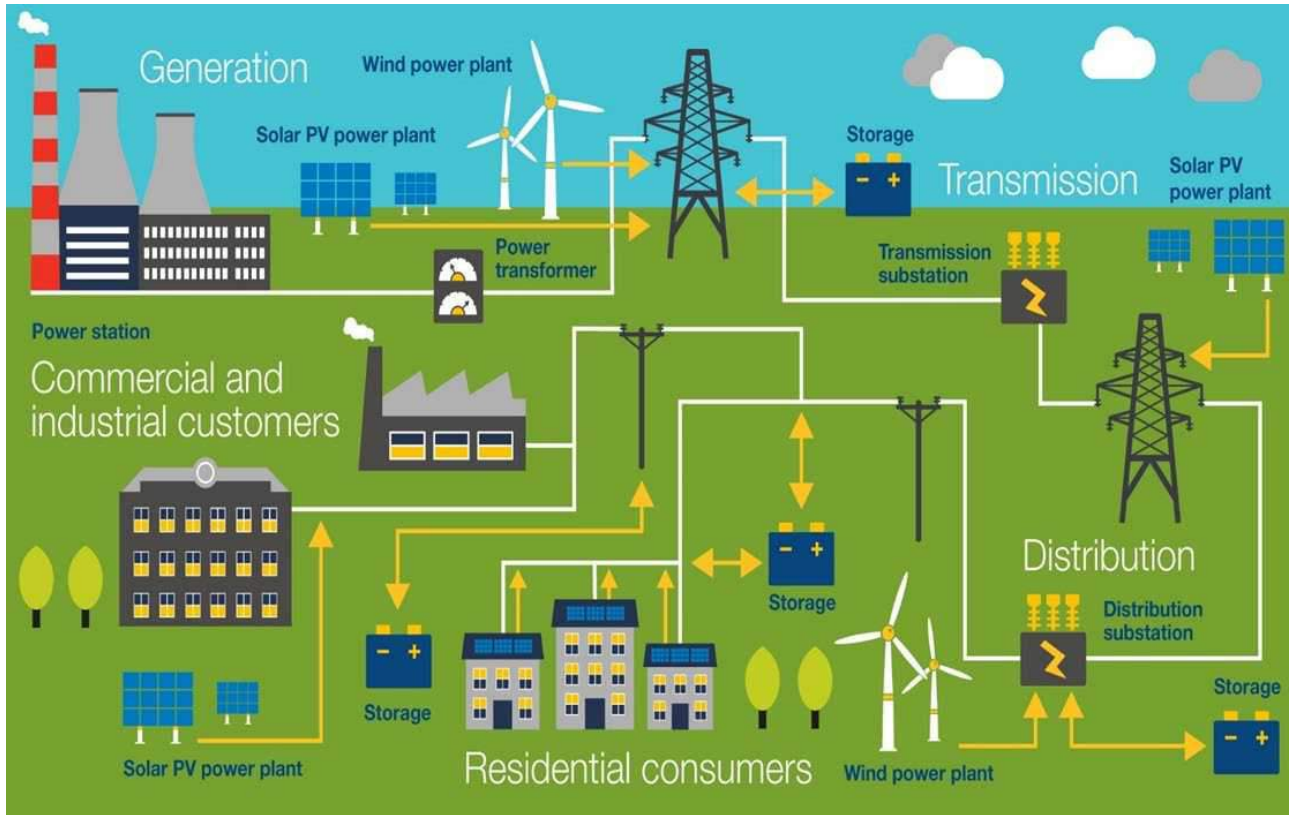 Generation
Wind power plant
Solar PV power plant
Storage
Transmission
Solar PV
power plant
Power
transformer
Transmission
substation
Power station
Commercial and
industrial customers
Distribution
Storage
Distribution
substation
Storage
Storage
Solar PV power plant
Residential consumers
Wind power plant